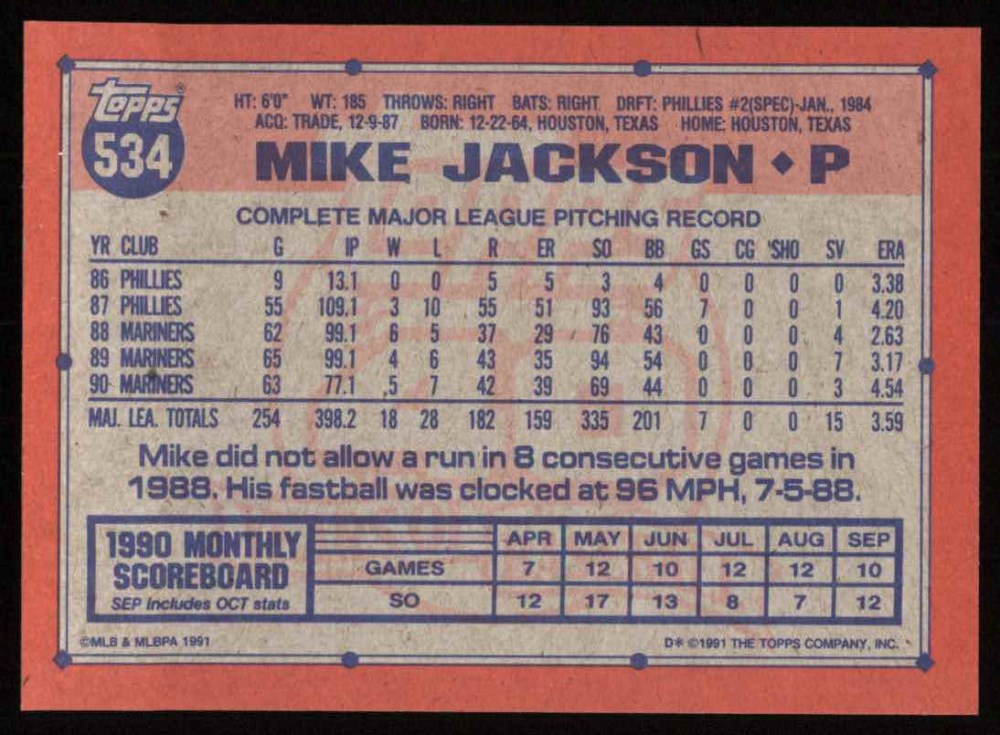 TOPPS®
534
HT: 6'0" WT: 185 THROWS: RIGHT BATS: RIGHT DRFT: PHILLIES #2(SPEC)-JAN., 1984
ACQ: TRADE, 12-9-87 BORN: 12-22-64, HOUSTON, TEXAS HOME: HOUSTON, TEXAS
MIKE JACKSON ◆ P
COMPLETE MAJOR LEAGUE PITCHING RECORD
YR CLUB G IP W L R ER SO BB GS CG SHO SV ERA
86 PHILLIES 9 13.1 0 0 5 5 3 4 0 0 0 0 3.38
87 PHILLIES 55 109.1 3 10 55 51 93 56 7 0 0 1 4.20
88 MARINERS 62 99.1 6 5 37 29 76 43 0 0 0 4 2.63
89 MARINERS 65 99.1 4 6 43 35 94 54 0 0 0 7 3.17
90 MARINERS 63 77.1 5 7 42 39 69 44 0 0 0 3 4.54
MAJ. LEA. TOTALS 254 398.2 18 28 182 159 335 201 7 0 0 15 3.59
Mike did not allow a run in 8 consecutive games in
1988. His fastball was clocked at 96 MPH, 7-5-88.
1990 MONTHLY
SCOREBOARD
SEP includes OCT stats
APR MAY JUN JUL AUG SEP
GAMES 7 12 10 12 12 10
SO 12 17 13 8 7 12
©MLB & MLBPA 1991
D* ©1991 THE TOPPS COMPANY, INC.